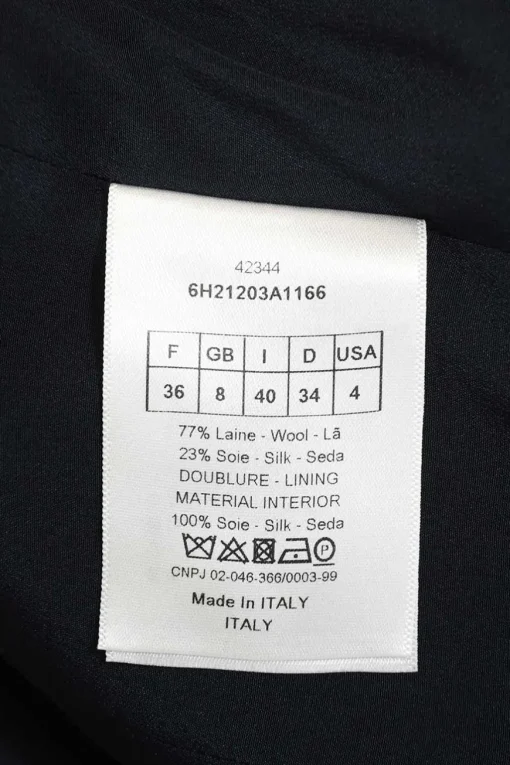 42344
6H21203A1166
F GB I D USA
36 8 40 34 4
77% Laine - Wool - Lã
23% Soie - Silk - Seda
DOUBLURE - LINING
MATERIAL INTERIOR
100% Soie - Silk - Seda
P
CNPJ 02-046-366/0003-99
Made In ITALY
ITALY